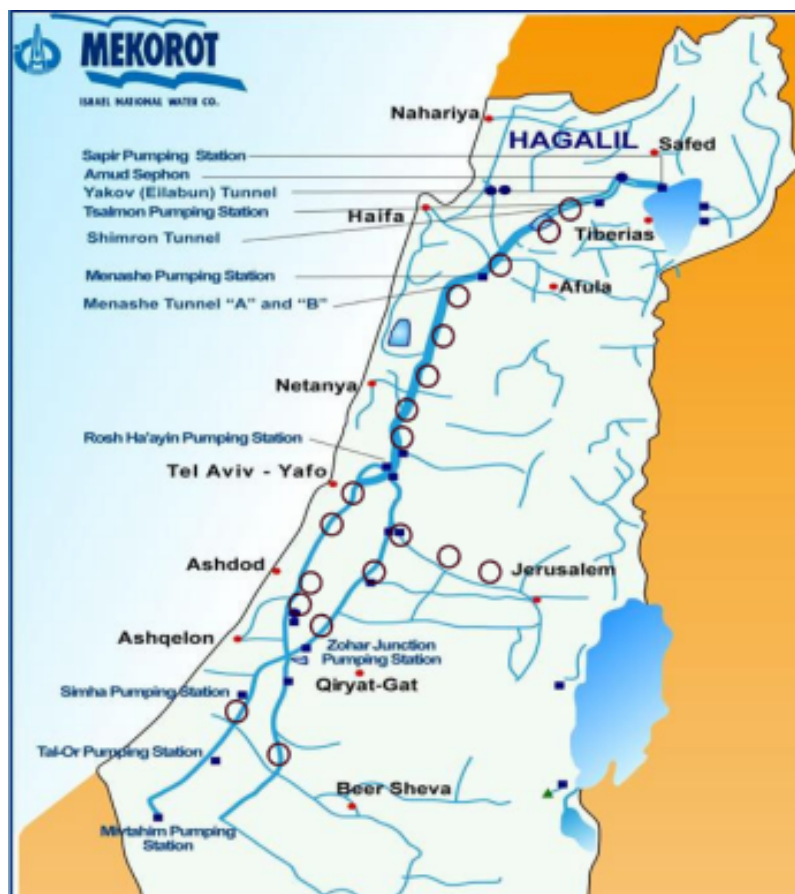 MEKOROT
ISRAEL NATIONAL WATER CO.
Nahariya
HAGALIL
Safed
Sapir Pumping Station
Amud Sephon
Yakov (Eilabun) Tunnel
Tsalmon Pumping Station
Haifa
Shimron Tunnel
Tiberias
Menashe Pumping Station
Afula
Menashe Tunnel "A" and "B"
Netanya
Rosh Ha'ayin Pumping Station
Tel Aviv - Yafo
Ashdod
Jerusalem
Ashqelon
Zohar Junction
Pumping Station
Qiryat-Gat
Simha Pumping Station
Tal-Or Pumping Station
Beer Sheva
Mivtahim Pumping
Station